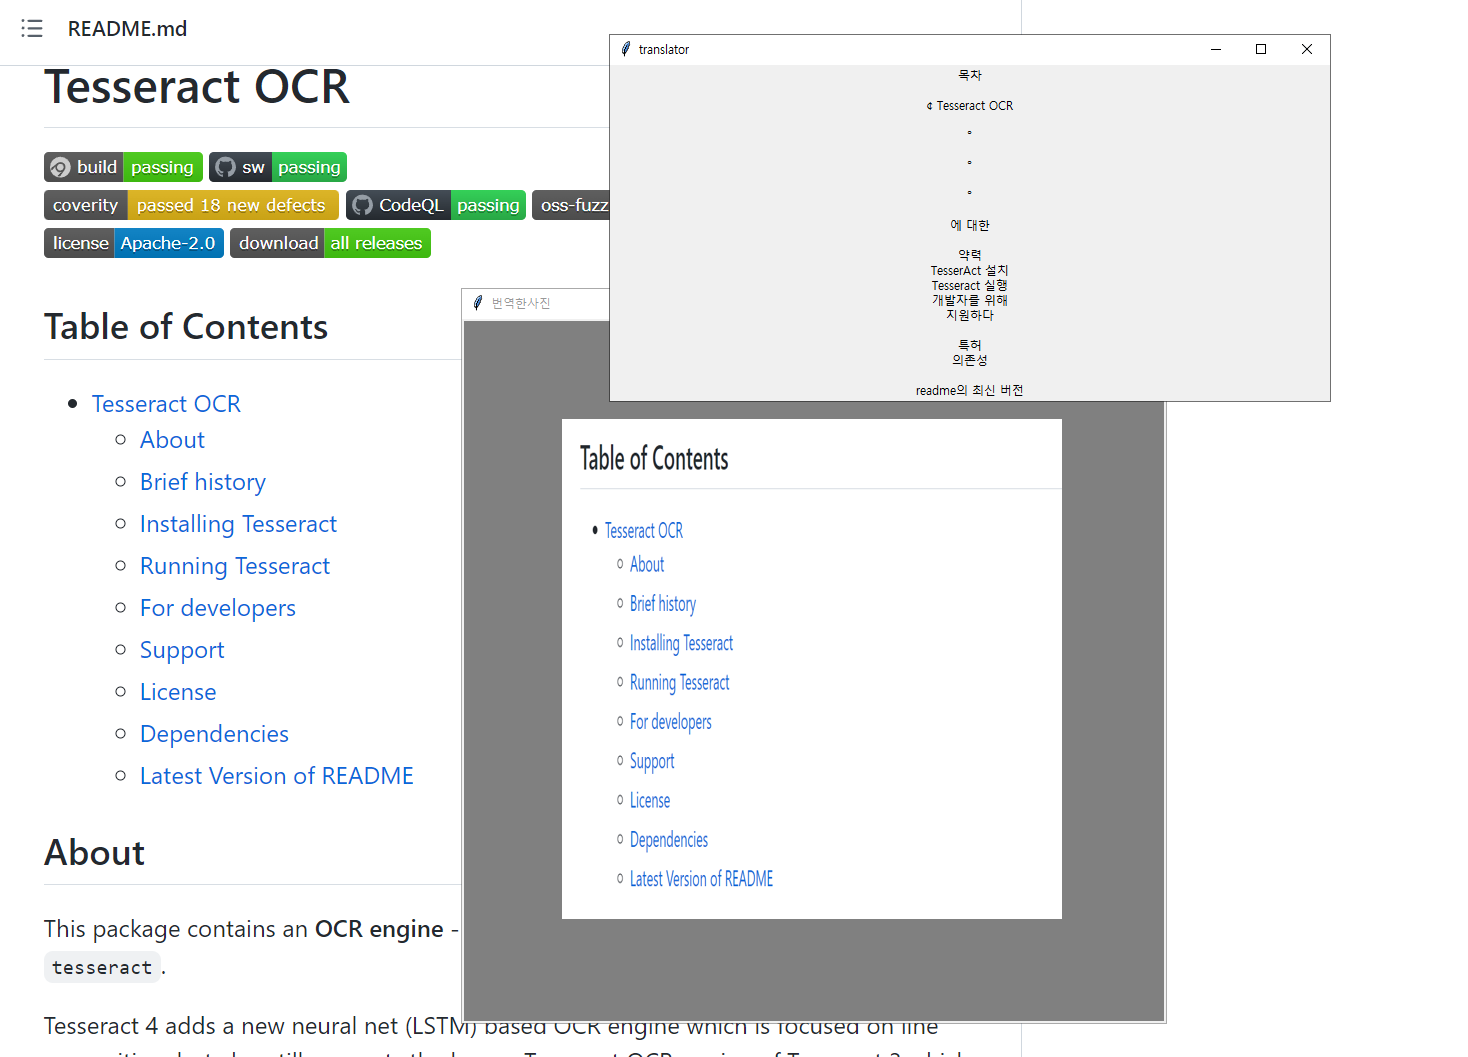 README.md
Tesseract OCR
build passing
sw passing
coverity passed 18 new defects
CodeQL passing
oss-fuzz
license Apache-2.0
download all releases
Table of Contents
Tesseract OCR
About
Brief history
Installing Tesseract
Running Tesseract
For developers
Support
License
Dependencies
Latest Version of README
About
This package contains an OCR engine -
tesseract.
Tesseract 4 adds a new neural net (LSTM) based OCR engine which is focused on line
translator
목차
¢ Tesseract OCR
에 대한
약력
TesserAct 설치
Tesseract 실행
개발자를 위해
지원하다
특허
의존성
readme의 최신 버전
번역한사진
Table of Contents
Tesseract OCR
About
Brief history
Installing Tesseract
Running Tesseract
For developers
Support
License
Dependencies
Latest Version of README